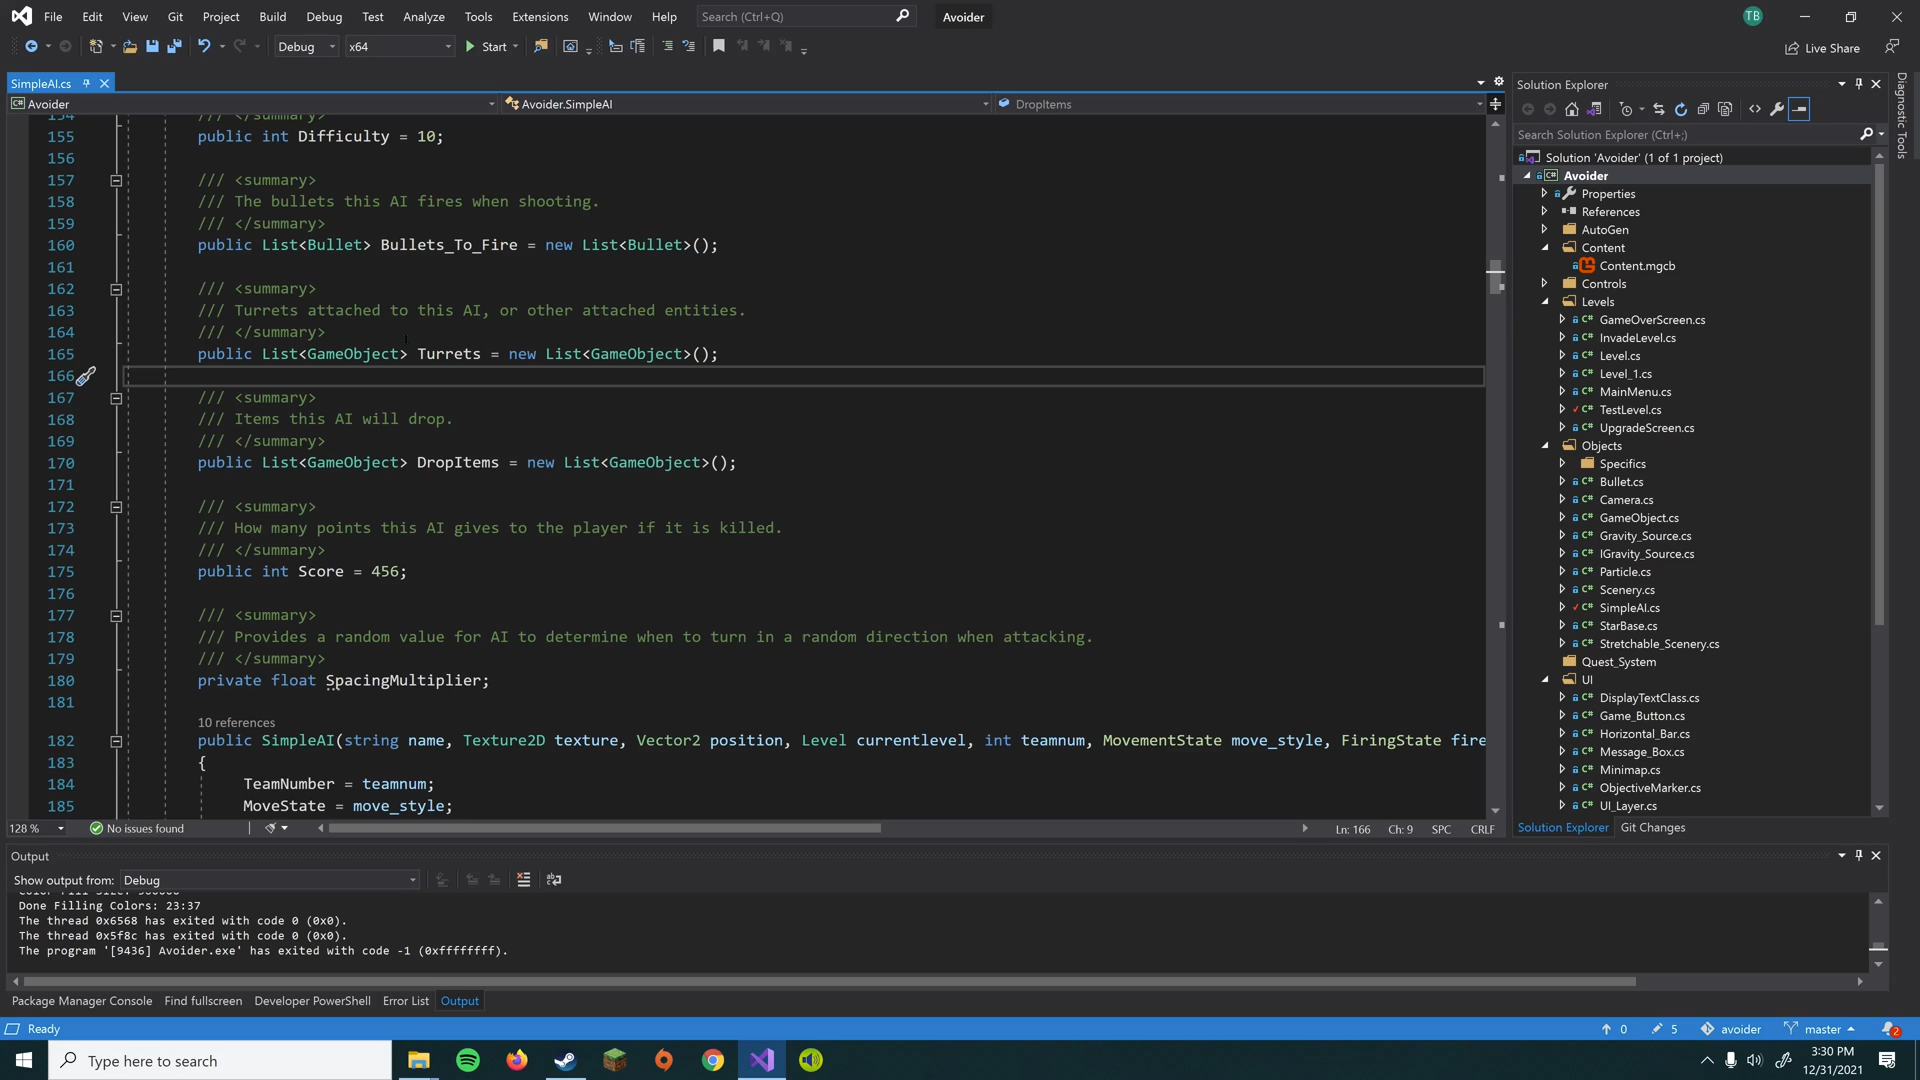 File Edit View Git Project Build Debug Test Analyze Tools Extensions Window Help Search (Ctrl+Q) Avoider TB
Debug x64 Start Live Share
SimpleAI.cs
Avoider Avoider.SimpleAI DropItems
154 /// </summary>
155 public int Difficulty = 10;
156
157 /// <summary>
158 /// The bullets this AI fires when shooting.
159 /// </summary>
160 public List<Bullet> Bullets_To_Fire = new List<Bullet>();
161
162 /// <summary>
163 /// Turrets attached to this AI, or other attached entities.
164 /// </summary>
165 public List<GameObject> Turrets = new List<GameObject>();
166
167 /// <summary>
168 /// Items this AI will drop.
169 /// </summary>
170 public List<GameObject> DropItems = new List<GameObject>();
171
172 /// <summary>
173 /// How many points this AI gives to the player if it is killed.
174 /// </summary>
175 public int Score = 456;
176
177 /// <summary>
178 /// Provides a random value for AI to determine when to turn in a random direction when attacking.
179 /// </summary>
180 private float SpacingMultiplier;
181
10 references
182 public SimpleAI(string name, Texture2D texture, Vector2 position, Level currentlevel, int teamnum, MovementState move_style, FiringState fire
183 {
184 TeamNumber = teamnum;
185 MoveState = move_style;
128 % No issues found Ln: 166 Ch: 9 SPC CRLF
Solution Explorer
Search Solution Explorer (Ctrl+;)
Solution 'Avoider' (1 of 1 project)
C# Avoider
Properties
References
AutoGen
Content
Content.mgcb
Controls
Levels
C# GameOverScreen.cs
C# InvadeLevel.cs
C# Level.cs
C# Level_1.cs
C# MainMenu.cs
C# TestLevel.cs
C# UpgradeScreen.cs
Objects
Specifics
C# Bullet.cs
C# Camera.cs
C# GameObject.cs
C# Gravity_Source.cs
C# IGravity_Source.cs
C# Particle.cs
C# Scenery.cs
C# SimpleAI.cs
C# StarBase.cs
C# Stretchable_Scenery.cs
Quest_System
UI
C# DisplayTextClass.cs
C# Game_Button.cs
C# Horizontal_Bar.cs
C# Message_Box.cs
C# Minimap.cs
C# ObjectiveMarker.cs
C# UI_Layer.cs
Solution Explorer Git Changes
Diagnostic Tools
Output
Show output from: Debug
Done Filling Colors: 23:37
The thread 0x6568 has exited with code 0 (0x0).
The thread 0x5f8c has exited with code 0 (0x0).
The program '[9436] Avoider.exe' has exited with code -1 (0xffffffff).
Package Manager Console Find fullscreen Developer PowerShell Error List Output
Ready 0 5 avoider master 2
Type here to search 3:30 PM
12/31/2021